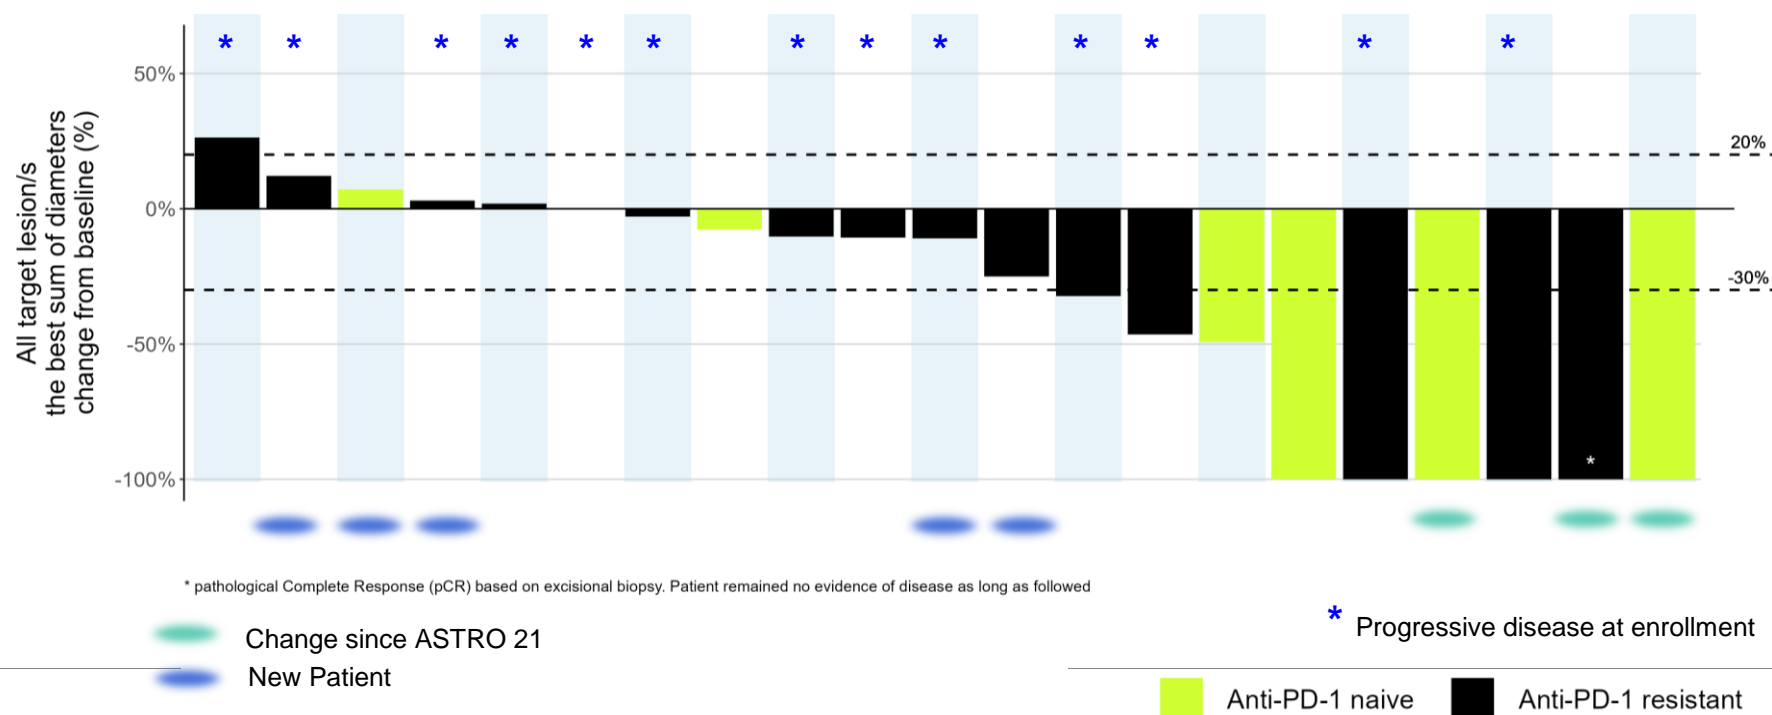 * * * * * * * * * * * * *
50%
20%
0%
-30%
-50%
-100%
All target lesion/s
the best sum of diameters
change from baseline (%)
*
* pathological Complete Response (pCR) based on excisional biopsy. Patient remained no evidence of disease as long as followed
Change since ASTRO 21
New Patient
* Progressive disease at enrollment
Anti-PD-1 naive
Anti-PD-1 resistant